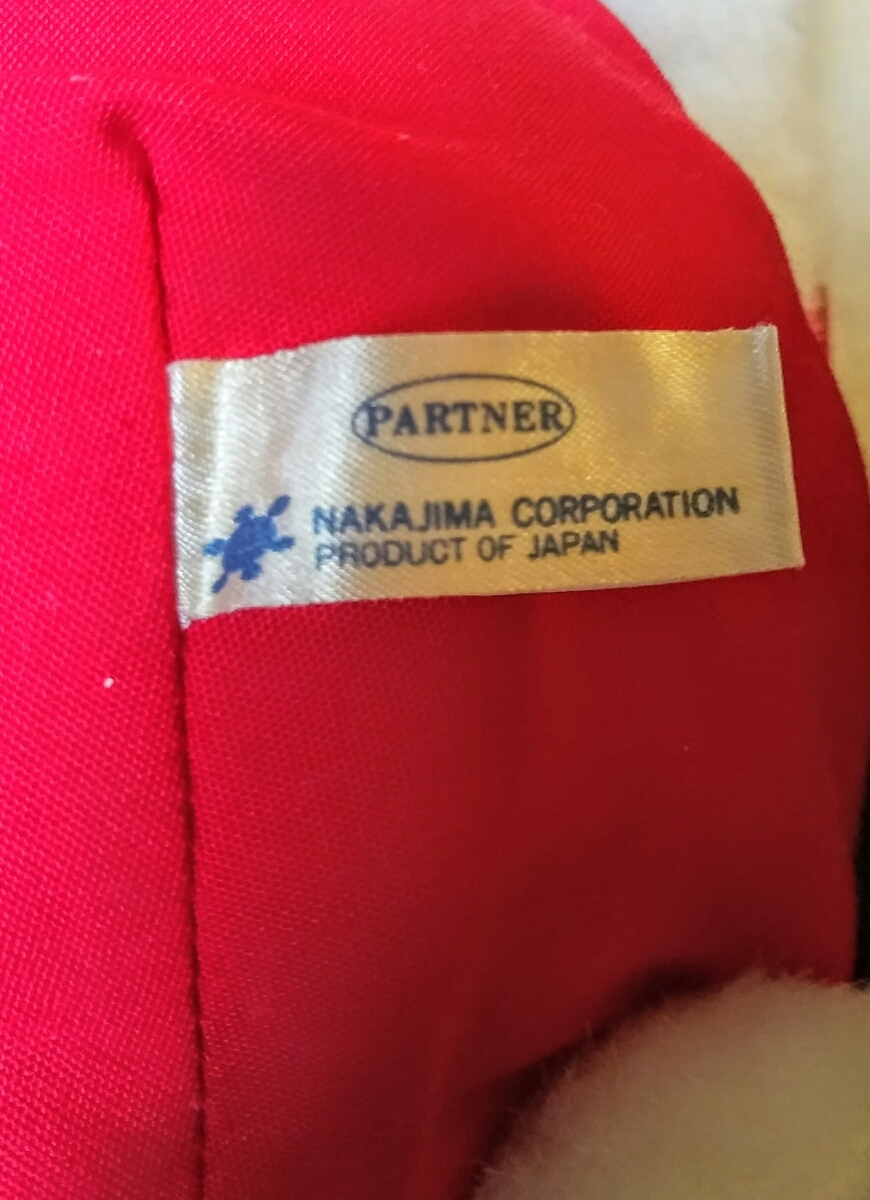 PARTNER
NAKAJIMA CORPORATION
PRODUCT OF JAPAN